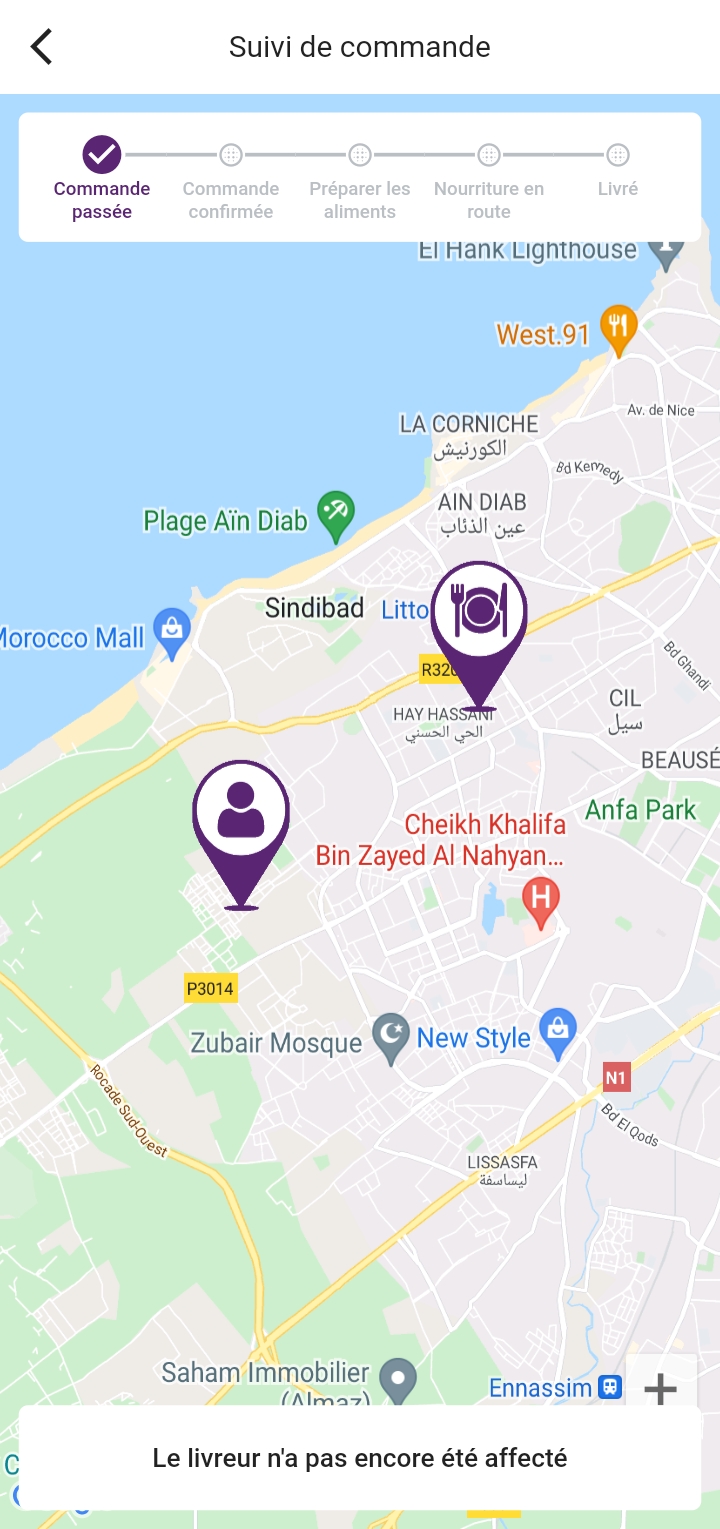 Suivi de commande
Commande passée
Commande confirmée
Préparer les aliments
Nourriture en route
Livré
El Hank Lighthouse
West.91
Av. de Nice
LA CORNICHE
الكورنيش
Bd Kennedy
AIN DIAB
عين الذئاب
Plage Aïn Diab
Sindibad
Litto
Morocco Mall
R320
Bd Ghandi
CIL
سيل
HAY HASSANI
الحي الحسني
BEAUSÉ
Anfa Park
Cheikh Khalifa
Bin Zayed Al Nahyan...
H
P3014
Zubair Mosque
New Style
N1
Rocade Sud-Ouest
Bd El Qods
LISSASFA
ليساسفة
Saham Immobilier
(Almaz)
Ennassim
+
Le livreur n'a pas encore été affecté